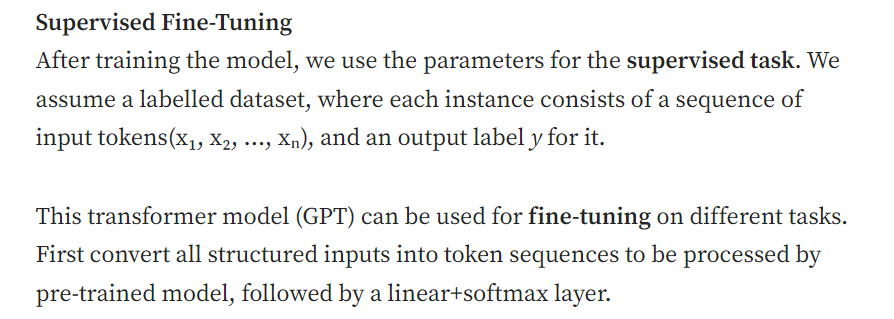 Supervised Fine-Tuning
After training the model, we use the parameters for the supervised task. We
assume a labelled dataset, where each instance consists of a sequence of
input tokens(x₁, x₂, ..., xₙ), and an output label y for it.
This transformer model (GPT) can be used for fine-tuning on different tasks.
First convert all structured inputs into token sequences to be processed by
pre-trained model, followed by a linear+softmax layer.